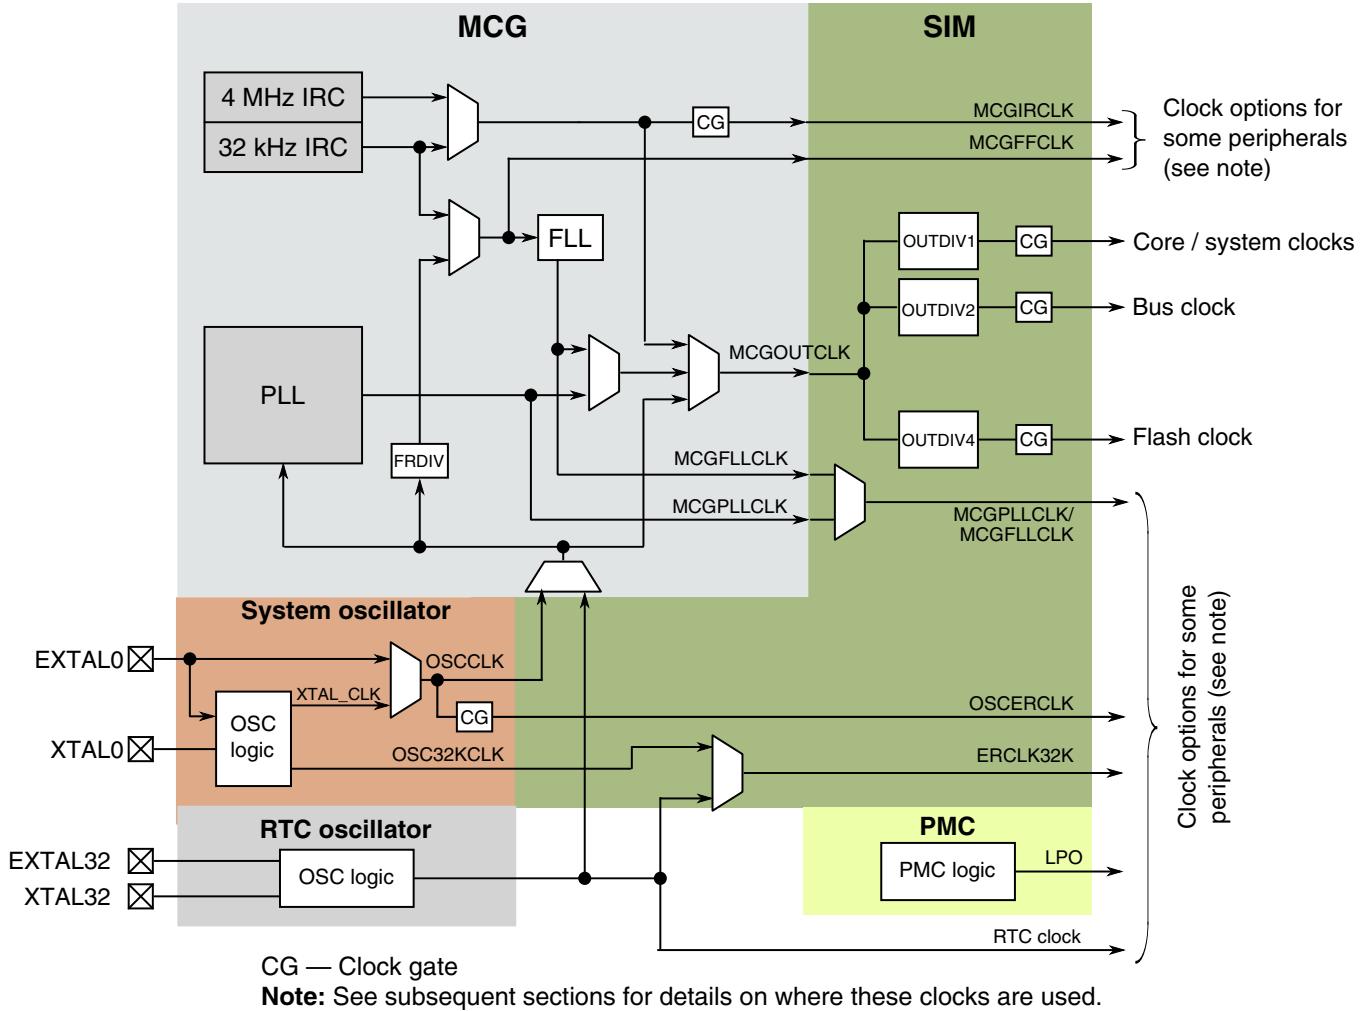 MCG
SIM
4 MHz IRC
32 kHz IRC
CG
MCGIRCLK
MCGFFCLK
Clock options for
some peripherals
(see note)
FLL
OUTDIV1
CG
Core / system clocks
OUTDIV2
CG
Bus clock
PLL
MCGOUTCLK
OUTDIV4
CG
Flash clock
FRDIV
MCGFLLCLK
MCGPLLCLK
MCGPLLCLK/
MCGFLLCLK
System oscillator
EXTAL0
OSCCLK
XTAL_CLK
OSC
logic
CG
XTAL0
OSC32KCLK
OSCERCLK
ERCLK32K
Clock options for some
peripherals (see note)
RTC oscillator
PMC
EXTAL32
XTAL32
OSC logic
PMC logic
LPO
RTC clock
CG — Clock gate
Note: See subsequent sections for details on where these clocks are used.